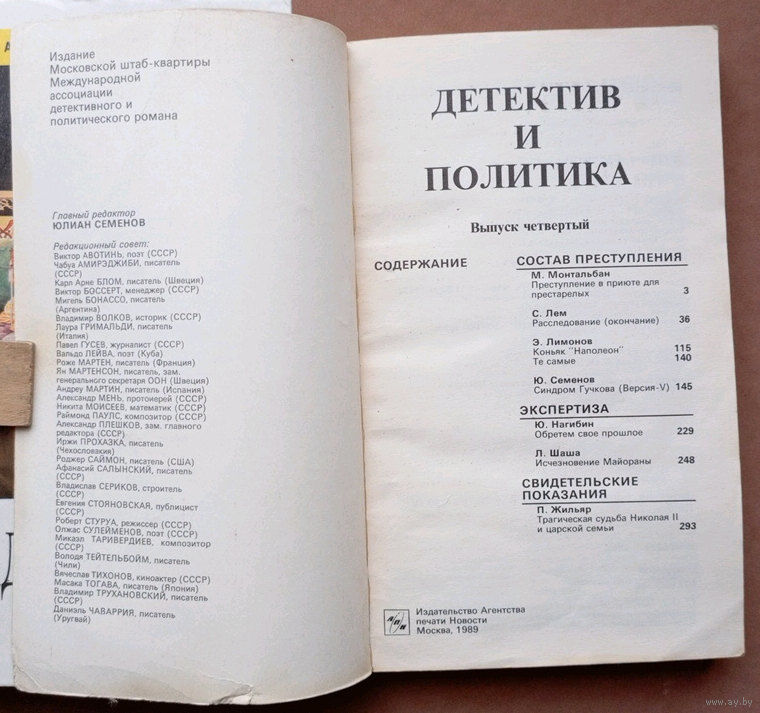 Издание
Московской штаб-квартиры
Международной
ассоциации
детективного и
политического романа
Главный редактор
ЮЛИАН СЕМЕНОВ
Редакционный совет:
Виктор АВОТИНЬ, поэт (СССР)
Чабуа АМИРЭДЖИБИ, писатель
(СССР)
Карл Арне БЛОМ, писатель (Швеция)
Виктор БОССЕРТ, менеджер (СССР)
Мигель БОНАССО, писатель
(Аргентина)
Владимир ВОЛКОВ, историк (СССР)
Лаура ГРИМАЛЬДИ, писатель
(Италия)
Павел ГУСЕВ, журналист (СССР)
Вальдо ЛЕЙВА, поэт (Куба)
Роже МАРТЕН, писатель (Франция)
Ян МАРТЕНСОН, писатель, зам.
генерального секретаря ООН (Швеция)
Андреу МАРТИН, писатель (Испания)
Александр МЕНЬ, протоиерей (СССР)
Никита МОИСЕЕВ, математик (СССР)
Раймонд ПАУЛС, композитор (СССР)
Александр ПЛЕШКОВ, зам. главного
редактора (СССР)
Иржи ПРОХАЗКА, писатель
(Чехословакия)
Роджер САЙМОН, писатель (США)
Афанасий САЛЫНСКИЙ, писатель
(СССР)
Владислав СЕРИКОВ, строитель
(СССР)
Евгения СТОЯНОВСКАЯ, публицист
(СССР)
Роберт СТУРУА, режиссер (СССР)
Олжас СУЛЕЙМЕНОВ, поэт (СССР)
Микаэл ТАРИВЕРДИЕВ, композитор
(СССР)
Володя ТЕЙТЕЛЬБОЙМ, писатель
(Чили)
Вячеслав ТИХОНОВ, киноактер (СССР)
Масака ТОГАВА, писатель (Япония)
Владимир ТРУХАНОВСКИЙ, писатель
(СССР)
Даниэль ЧАВАРРИЯ, писатель
(Уругвай)
ДЕТЕКТИВ
И
ПОЛИТИКА
Выпуск четвертый
СОДЕРЖАНИЕ
СОСТАВ ПРЕСТУПЛЕНИЯ
М. Монтальбан
Преступление в приюте для
престарелых 3
С. Лем
Расследование (окончание) 36
Э. Лимонов
Коньяк "Наполеон" 115
Те самые 140
Ю. Семенов
Синдром Гучкова (Версия-V) 145
ЭКСПЕРТИЗА
Ю. Нагибин
Обретем свое прошлое 229
Л. Шаша
Исчезновение Майораны 248
СВИДЕТЕЛЬСКИЕ
ПОКАЗАНИЯ
П. Жильяр
Трагическая судьба Николая II
и царской семьи 293
АПН
Издательство Агентства
печати Новости
Москва, 1989
www.ay.by